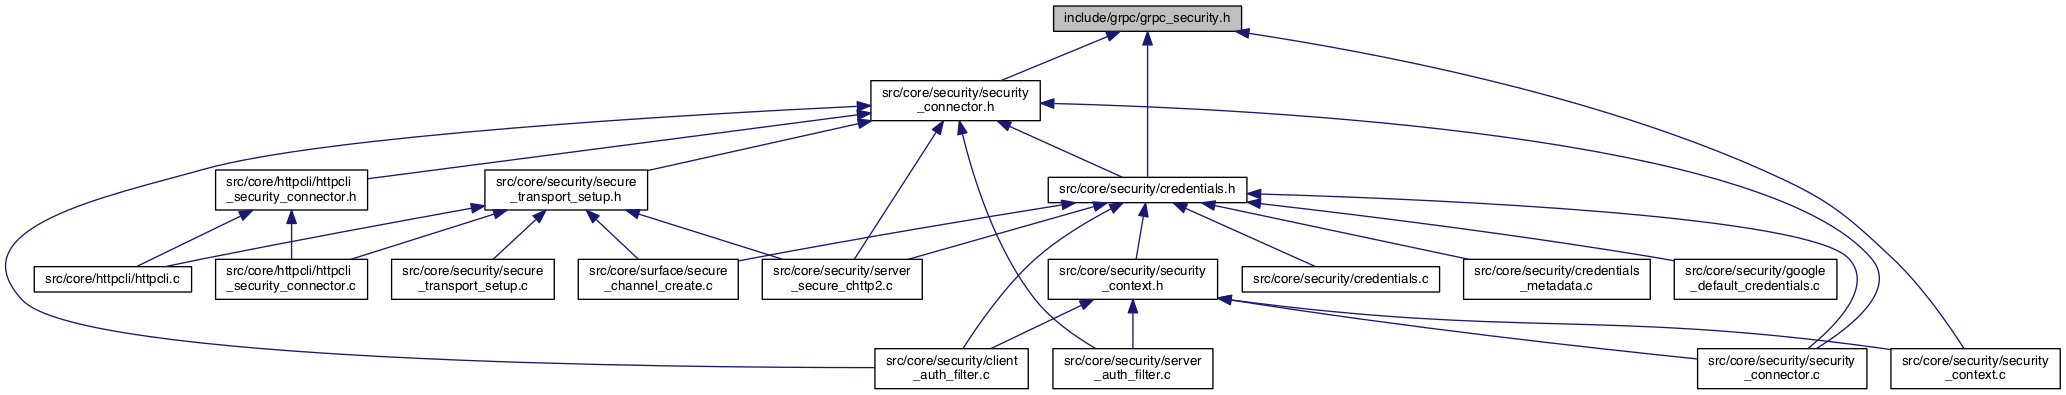 include/grpc/grpc_security.h
src/core/security/security
_connector.h
src/core/httpcli/httpcli
_security_connector.h
src/core/security/secure
_transport_setup.h
src/core/security/credentials.h
src/core/httpcli/httpcli.c
src/core/httpcli/httpcli
_security_connector.c
src/core/security/secure
_transport_setup.c
src/core/surface/secure
_channel_create.c
src/core/security/server
_secure_chttp2.c
src/core/security/security
_context.h
src/core/security/credentials.c
src/core/security/credentials
_metadata.c
src/core/security/google
_default_credentials.c
src/core/security/client
_auth_filter.c
src/core/security/server
_auth_filter.c
src/core/security/security
_connector.c
src/core/security/security
_context.c